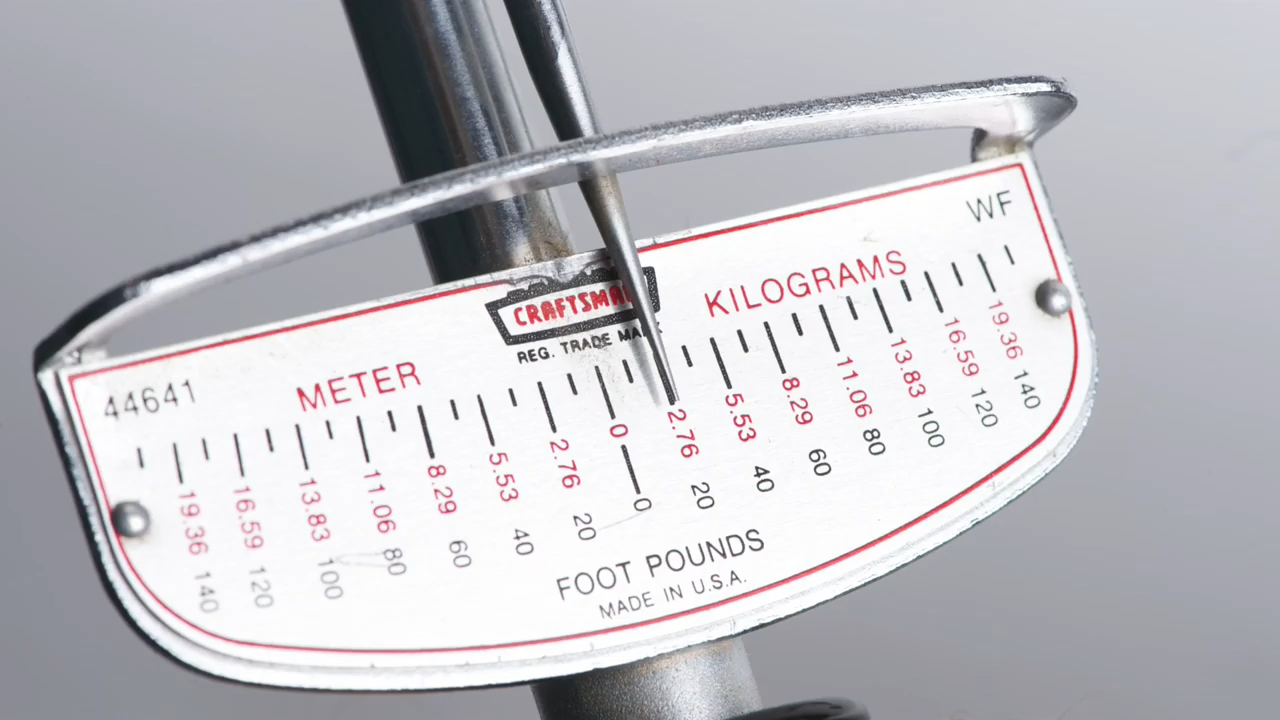 WF
CRAFTSMAN
REG. TRADE MARK
44641
METER KILOGRAMS
19.36 16.59 13.83 11.06 8.29 5.53 2.76 0 2.76 5.53 8.29 11.06 13.83 16.59 19.36
140 120 100 80 60 40 20 0 20 40 60 80 100 120 140
FOOT POUNDS
MADE IN U.S.A.